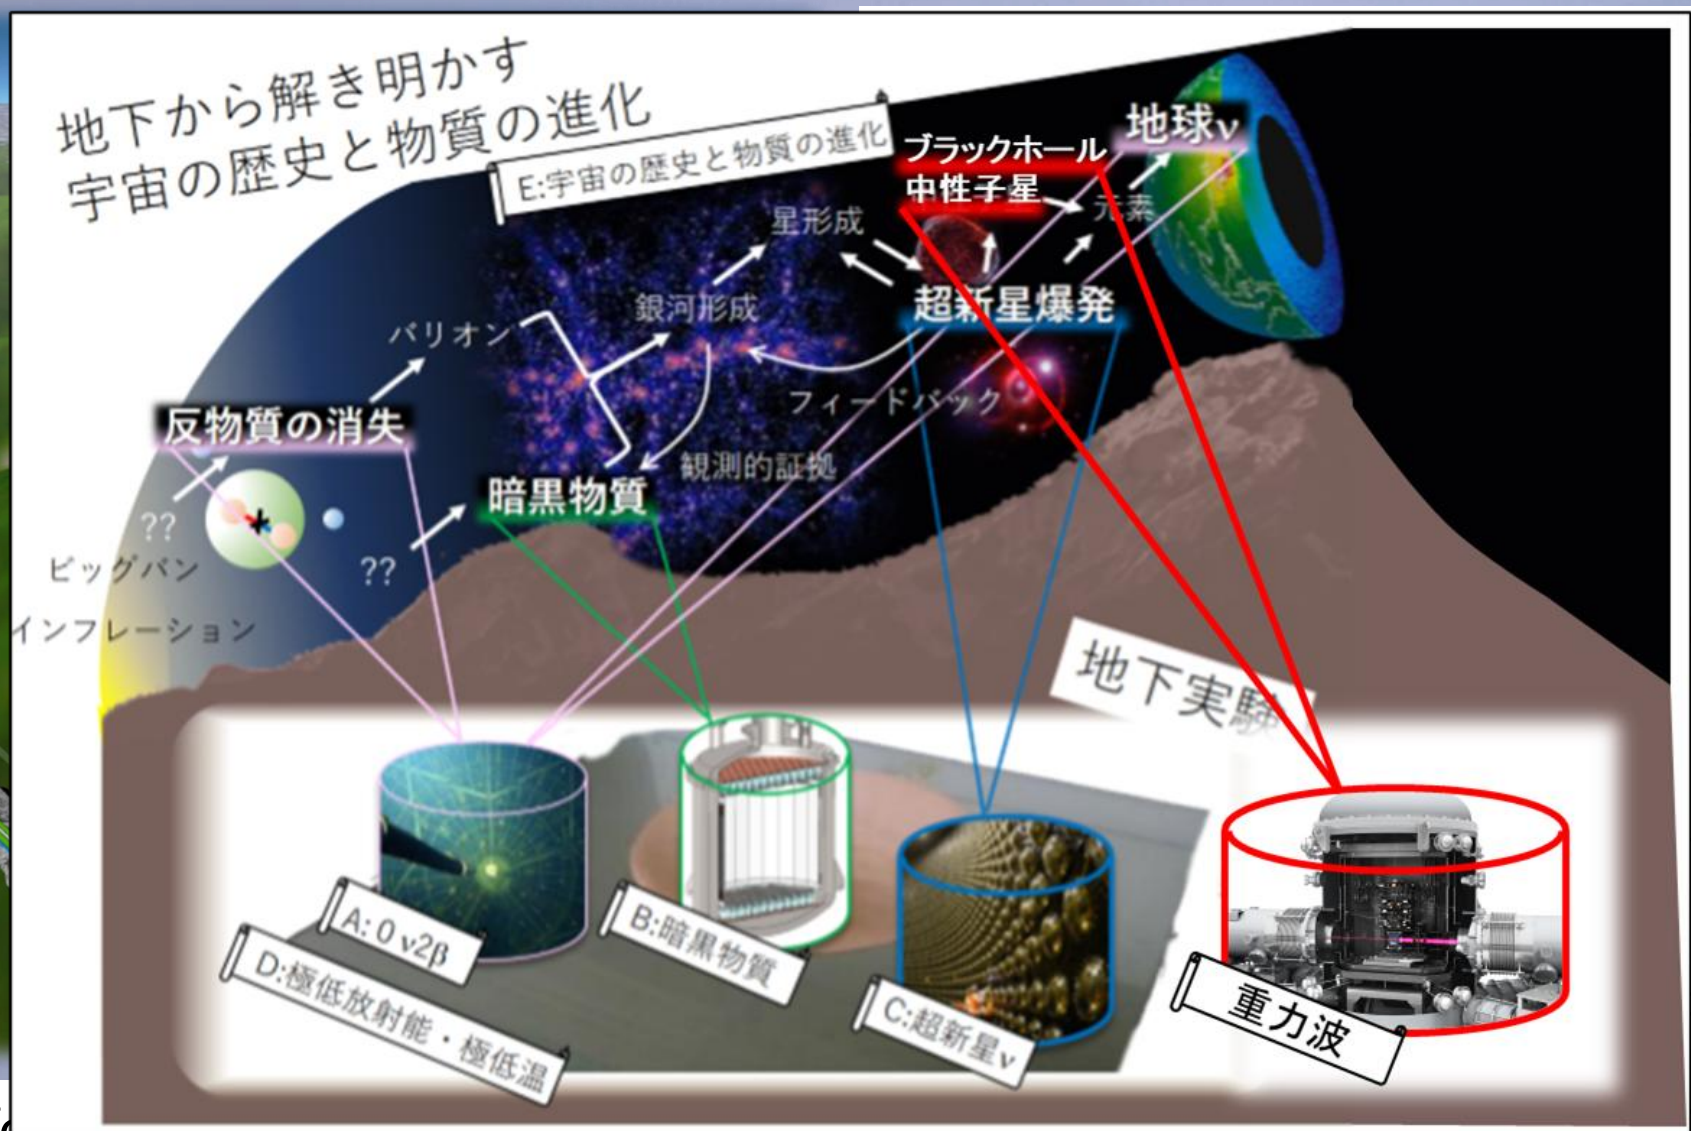 地下から解き明かす
宇宙の歴史と物質の進化
E:宇宙の歴史と物質の進化
ブラックホール
中性子星
地球ν
元素
星形成
超新星爆発
銀河形成
バリオン
フィードバック
反物質の消失
観測的証拠
暗黒物質
??
??
ビッグバン
インフレーション
地下実験
A: 0 ν2β
B:暗黒物質
C:超新星ν
D:極低放射能・極低温
重力波